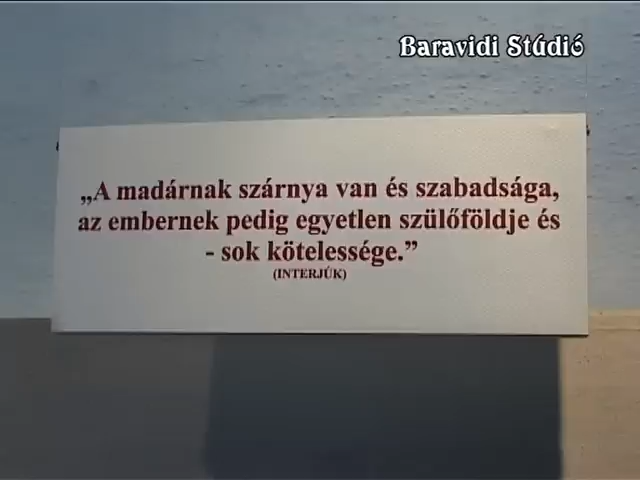 Baravidi Stúdió
„A madárnak szárnya van és szabadsága,
az embernek pedig egyetlen szülőföldje és
- sok kötelessége.”
(INTERJÚK)